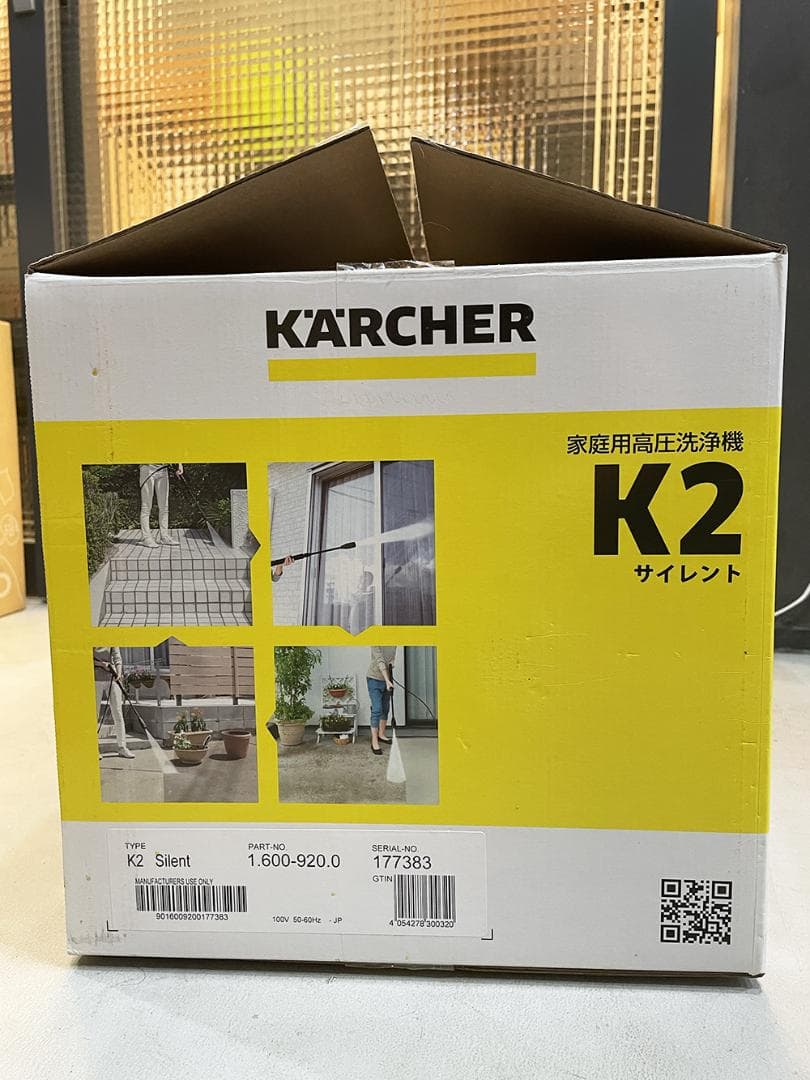 KÄRCHER
家庭用高圧洗浄機
K2
サイレント
TYPE PART-NO. SERIAL-NO.
K2 Silent 1.600-920.0 177383
MANUFACTURERS USE ONLY GTIN
9016009200177383 100V 50-60Hz - JP 4 054278 300320